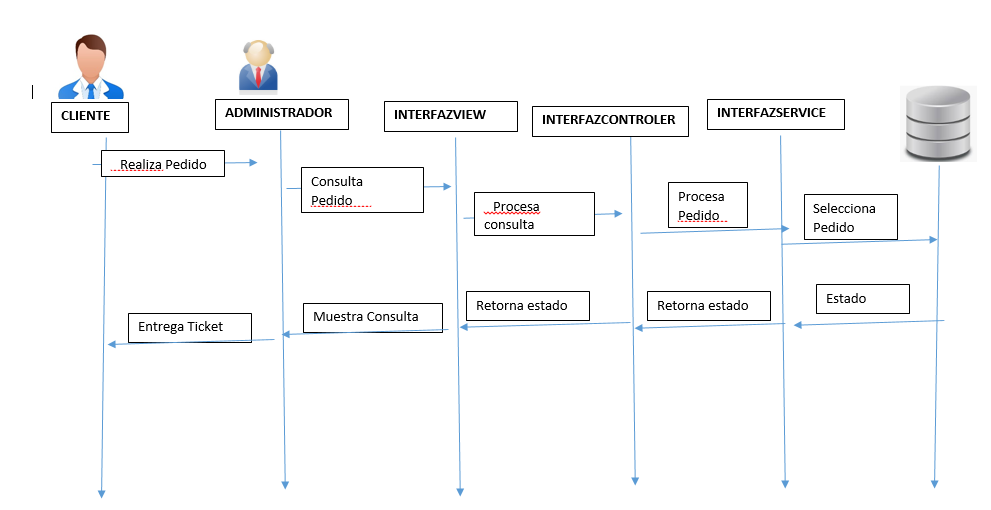 CLIENTE
ADMINISTRADOR
INTERFAZVIEW
INTERFAZCONTROLER
INTERFAZSERVICE
Realiza Pedido
Consulta
Pedido
Procesa
consulta
Procesa
Pedido
Selecciona
Pedido
Estado
Retorna estado
Retorna estado
Muestra Consulta
Entrega Ticket